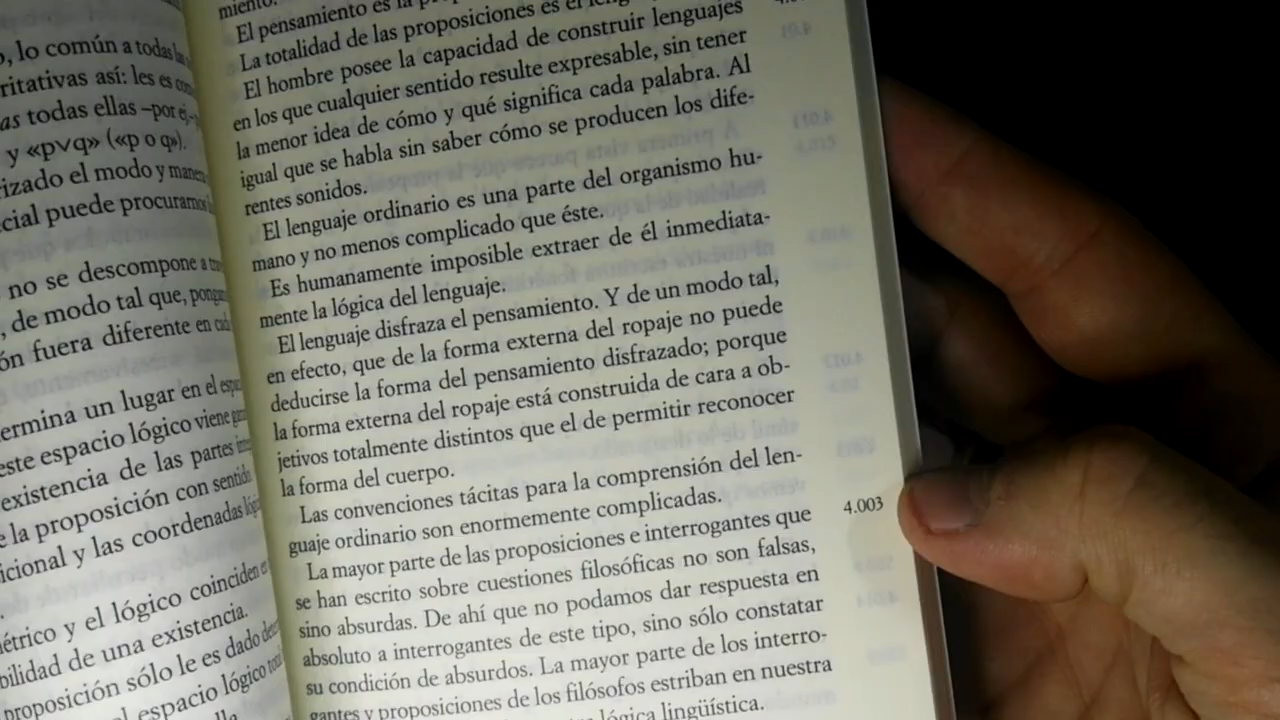 o, lo común a todas las
ritativas así: les es
as todas ellas –por ej.–,
y «p∨q» («p o q»).
rizado el modo y manera
cial puede procurarnos
no se descompone a
, de modo tal que,
ón fuera diferente en
ermina un lugar en el
este espacio lógico viene
existencia de las partes
e la proposición con sentido
icional y las coordenadas
étrico y el lógico coinciden
bilidad de una existencia.
proposición sólo le es dado
espacio lógico
miento.
El pensamiento es la
La totalidad de las proposiciones es el
El hombre posee la capacidad de construir lenguajes
en los que cualquier sentido resulte expresable, sin tener
la menor idea de cómo y qué significa cada palabra. Al
igual que se habla sin saber cómo se producen los dife-
rentes sonidos.
El lenguaje ordinario es una parte del organismo hu-
mano y no menos complicado que éste.
Es humanamente imposible extraer de él inmediata-
mente la lógica del lenguaje.
El lenguaje disfraza el pensamiento. Y de un modo tal,
en efecto, que de la forma externa del ropaje no puede
deducirse la forma del pensamiento disfrazado; porque
la forma externa del ropaje está construida de cara a ob-
jetivos totalmente distintos que el de permitir reconocer
la forma del cuerpo.
Las convenciones tácitas para la comprensión del len-
guaje ordinario son enormemente complicadas.
La mayor parte de las proposiciones e interrogantes que 4.003
se han escrito sobre cuestiones filosóficas no son falsas,
sino absurdas. De ahí que no podamos dar respuesta en
absoluto a interrogantes de este tipo, sino sólo constatar
su condición de absurdos. La mayor parte de los interro-
gantes y proposiciones de los filósofos estriban en nuestra
lógica lingüística.